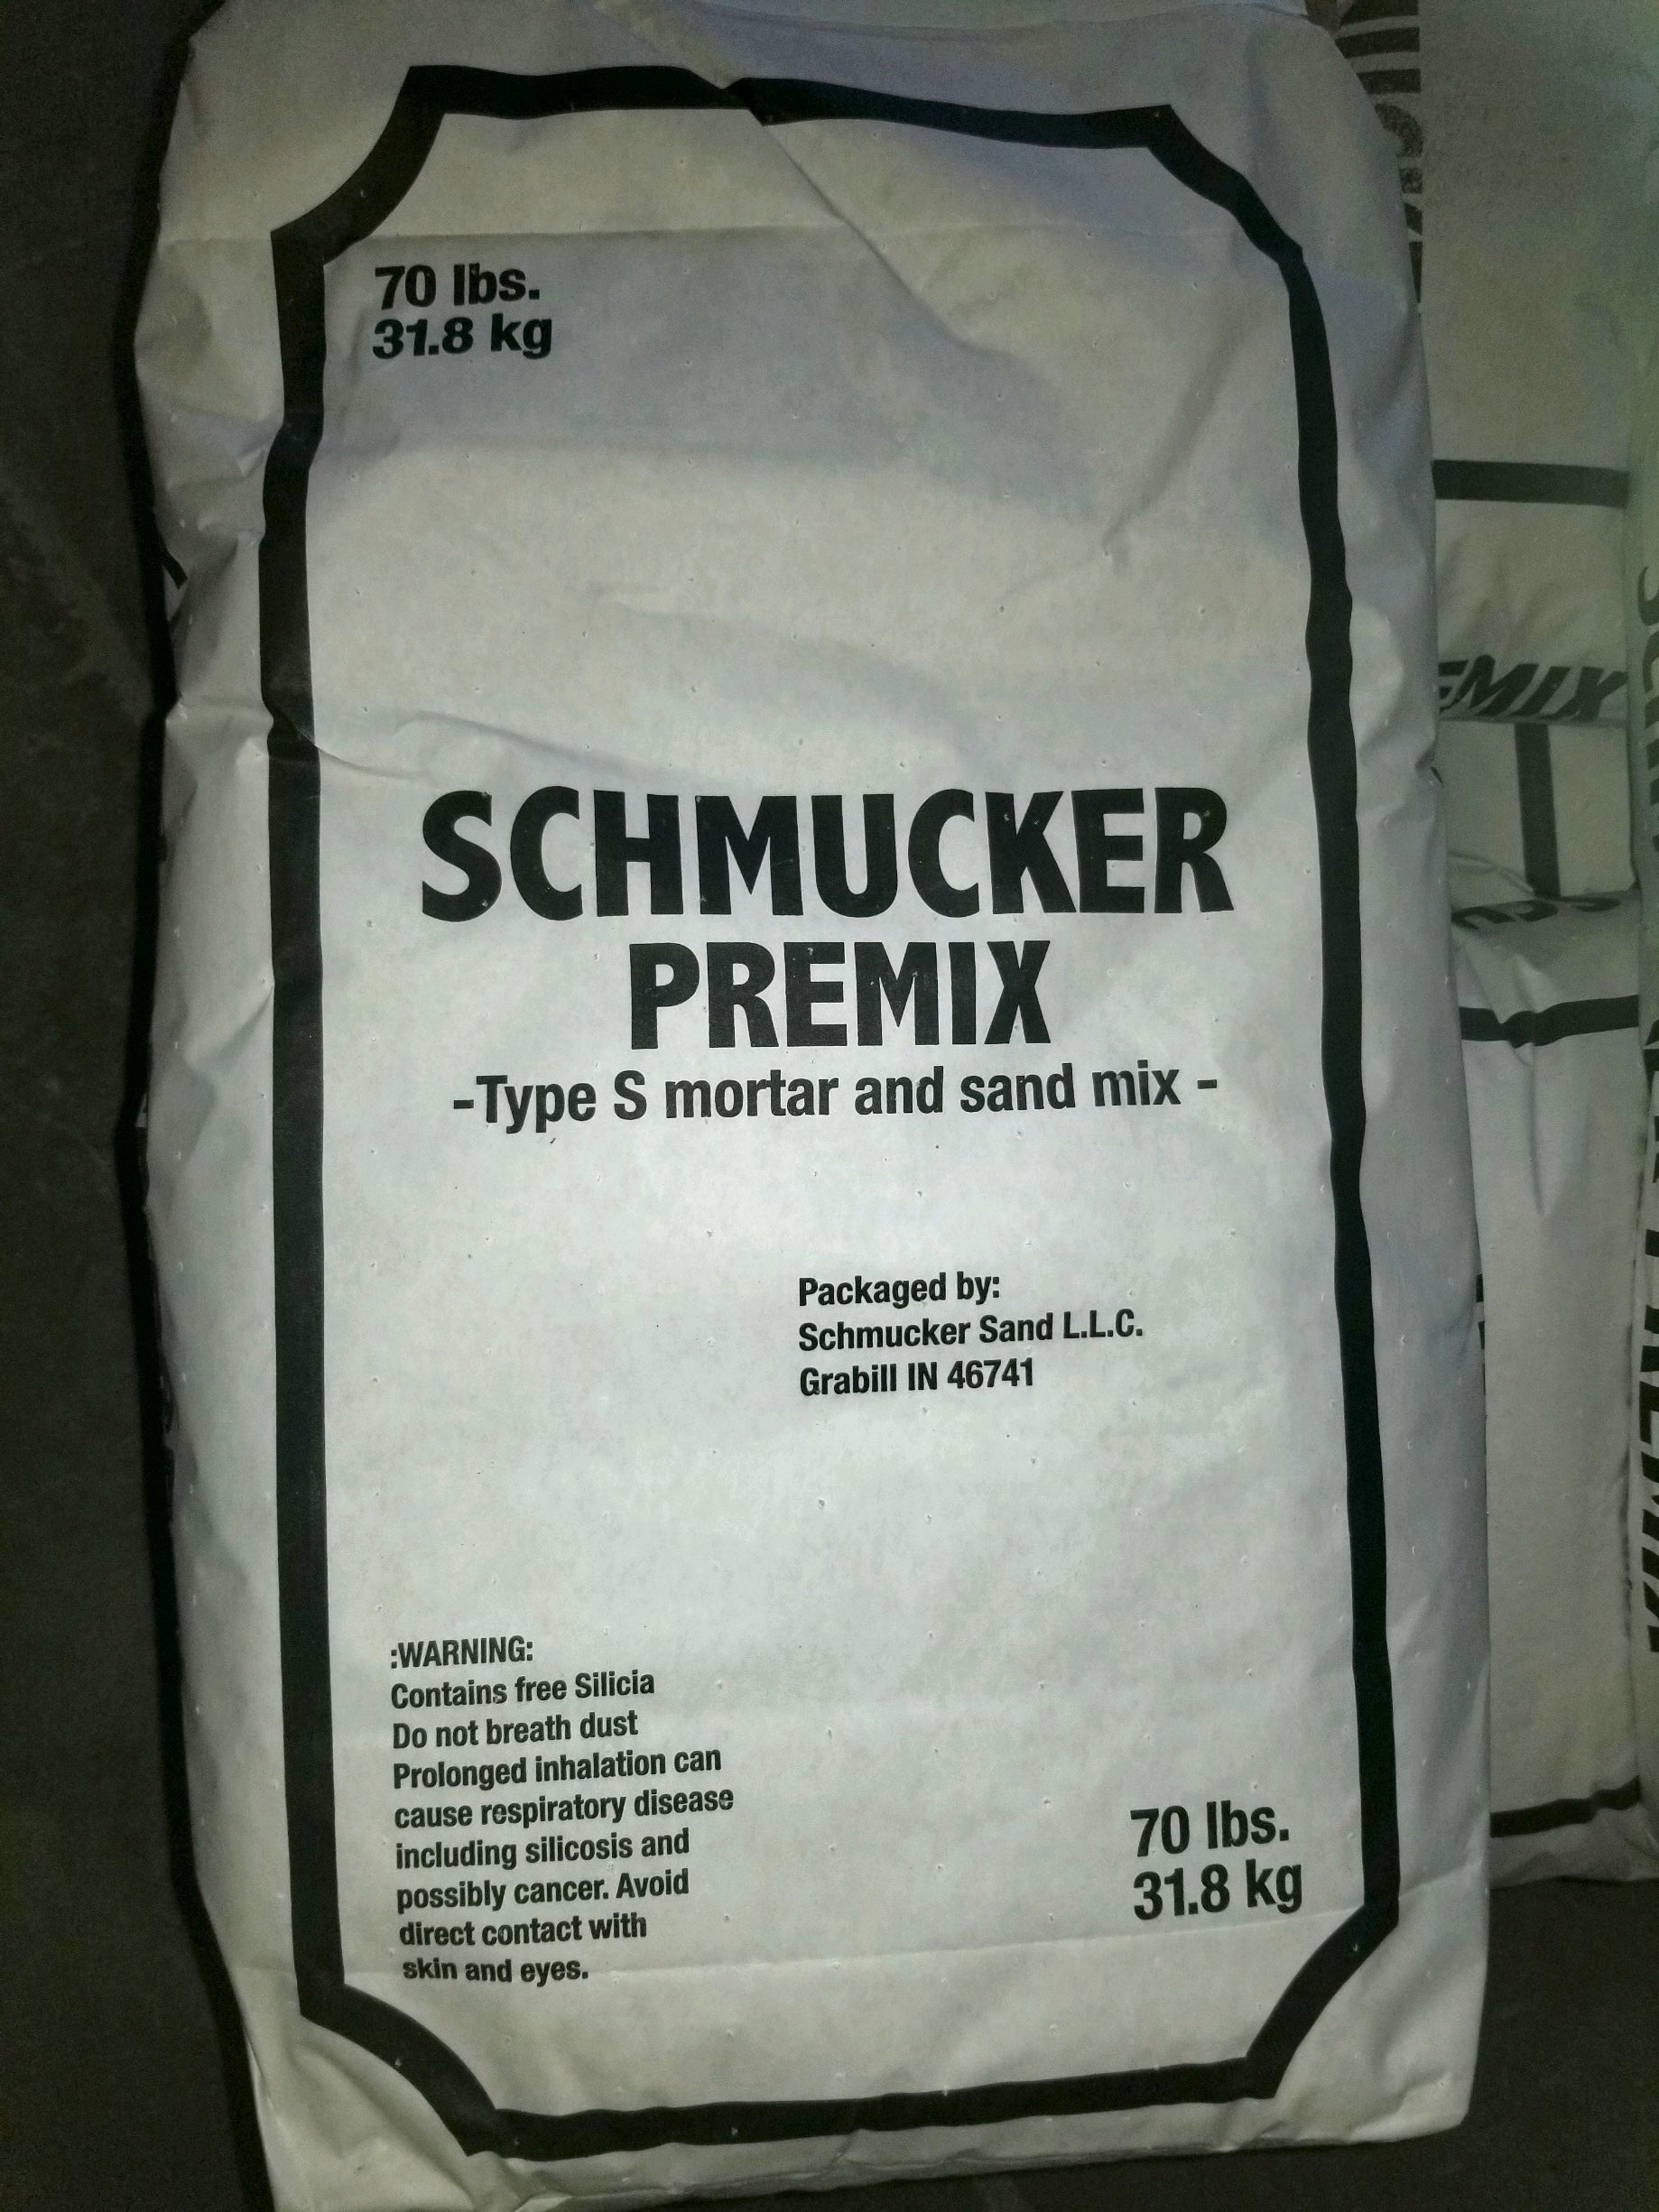 70 lbs.
31.8 kg
SCHMUCKER
PREMIX
-Type S mortar and sand mix -
Packaged by:
Schmucker Sand L.L.C.
Grabill IN 46741
:WARNING:
Contains free Silicia
Do not breath dust
Prolonged inhalation can
cause respiratory disease
including silicosis and
possibly cancer. Avoid
direct contact with
skin and eyes.
70 lbs.
31.8 kg
EMIX